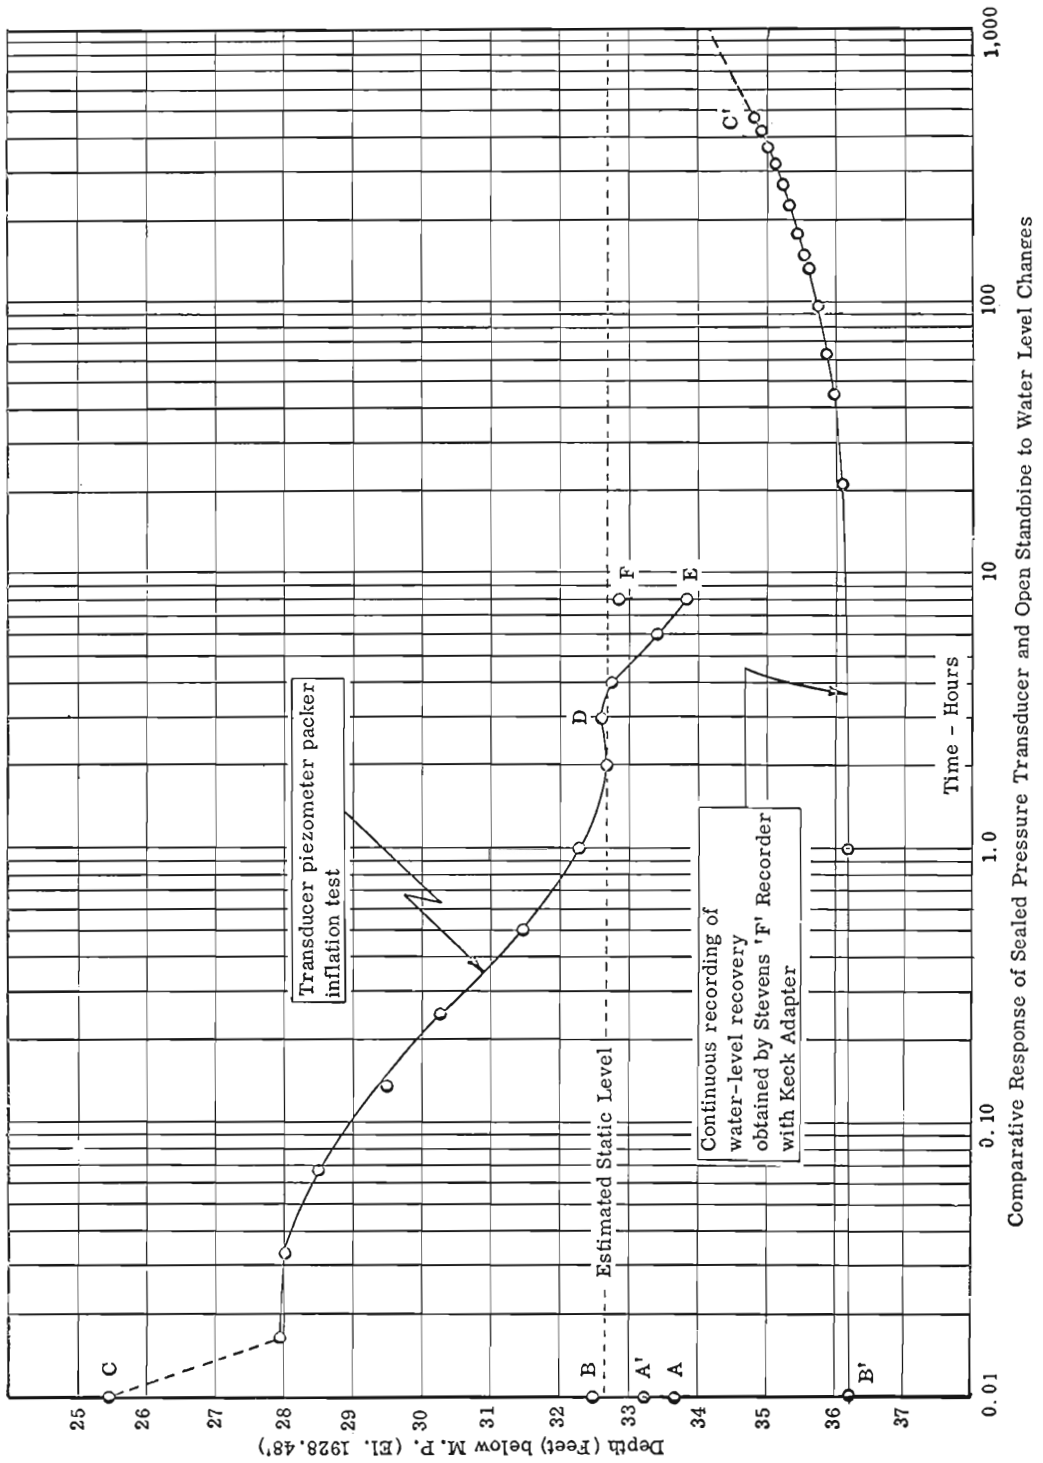 25
26
27
28
29
30
31
32
33
34
35
36
37
Depth (Feet) below M. P. (El. 1928.48')
0.01
0.10
1.0
10
100
1,000
Time - Hours
C
B
A'
A
B'
D
F
E
C'
Transducer piezometer packer
inflation test
Estimated Static Level
Continuous recording of
water-level recovery
obtained by Stevens 'F' Recorder
with Keck Adapter
Comparative Response of Sealed Pressure Transducer and Open Standpipe to Water Level Changes